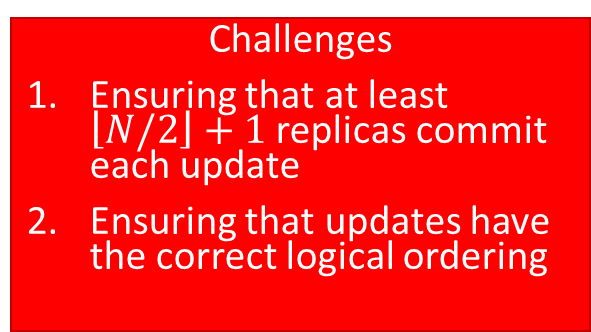 Challenges
1. Ensuring that at least
⌊N/2⌋ + 1 replicas commit
each update
2. Ensuring that updates have
the correct logical ordering